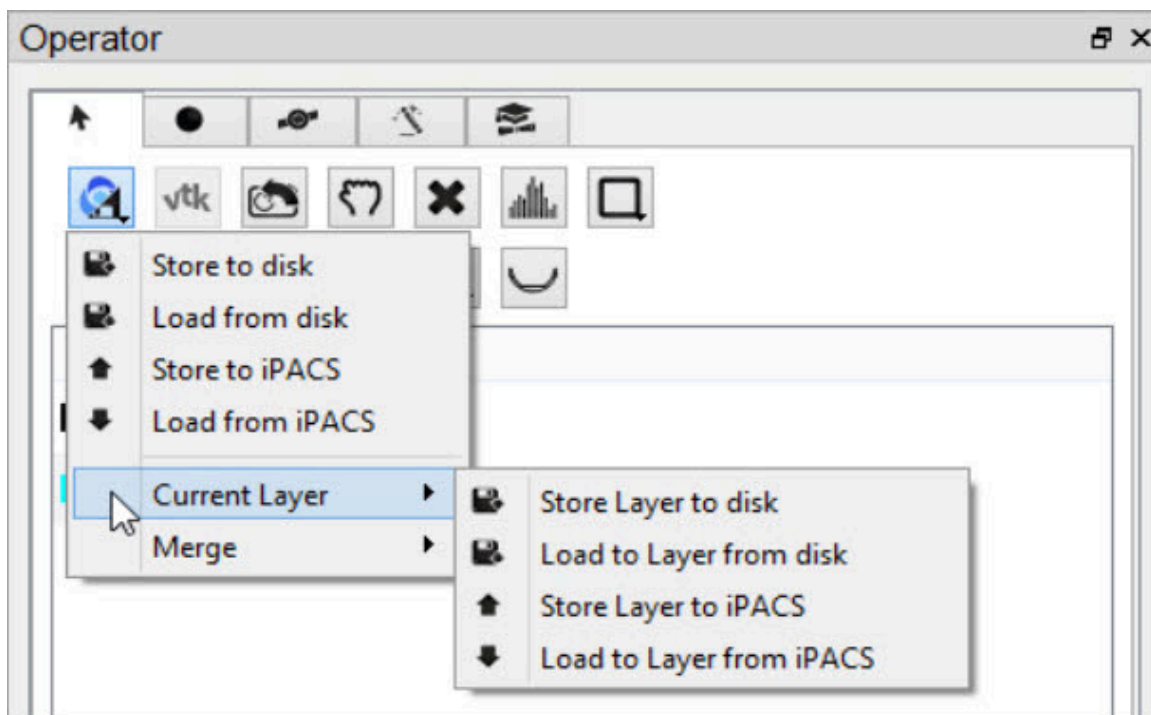 Operator
vtk
Store to disk
Load from disk
Store to iPACS
Load from iPACS
Current Layer
Merge
Store Layer to disk
Load to Layer from disk
Store Layer to iPACS
Load to Layer from iPACS